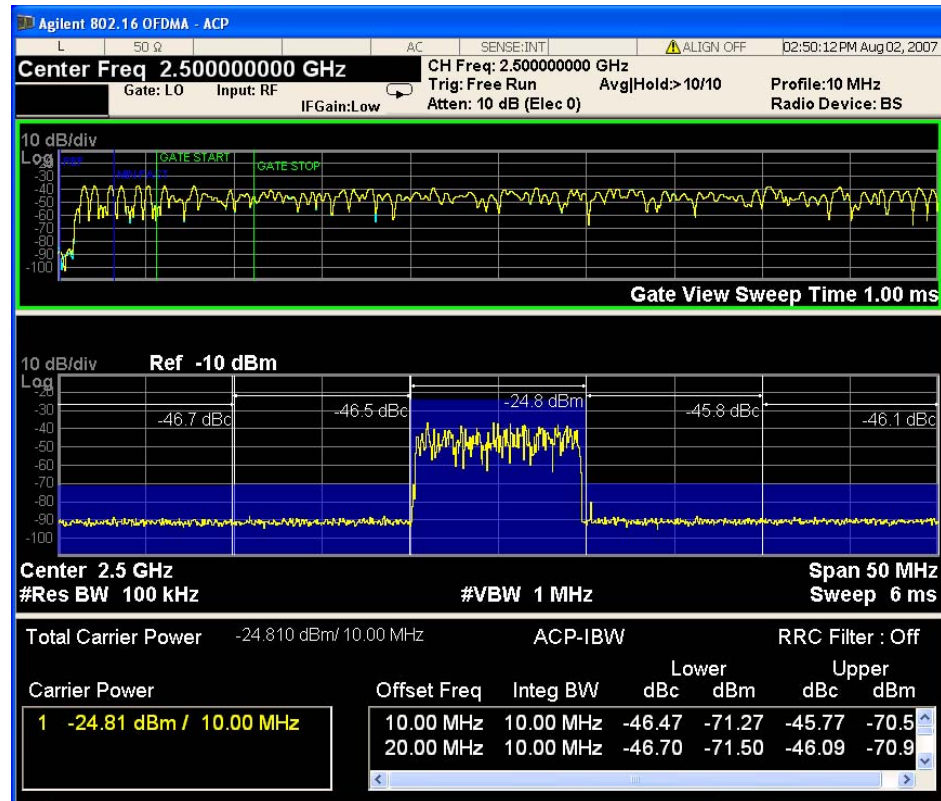 Agilent 802.16 OFDMA - ACP
L 50 Ω AC SENSE:INT ALIGN OFF 02:50:12 PM Aug 02, 2007
Center Freq 2.500000000 GHz
Gate: LO Input: RF
IFGain:Low
CH Freq: 2.500000000 GHz
Trig: Free Run Avg|Hold:>10/10
Atten: 10 dB (Elec 0)
Profile:10 MHz
Radio Device: BS
10 dB/div
Log
GATE START
GATE STOP
-30
-40
-50
-60
-70
-80
-90
-100
Gate View Sweep Time 1.00 ms
10 dB/div Ref -10 dBm
Log
-20
-30
-40
-50
-60
-70
-80
-90
-100
-46.7 dBc -46.5 dBc -24.8 dBm -45.8 dBc -46.1 dBc
Center 2.5 GHz Span 50 MHz
#Res BW 100 kHz #VBW 1 MHz Sweep 6 ms
Total Carrier Power -24.810 dBm/ 10.00 MHz ACP-IBW RRC Filter : Off
Lower Upper
Carrier Power Offset Freq Integ BW dBc dBm dBc dBm
1 -24.81 dBm / 10.00 MHz
10.00 MHz 10.00 MHz -46.47 -71.27 -45.77 -70.5
20.00 MHz 10.00 MHz -46.70 -71.50 -46.09 -70.9